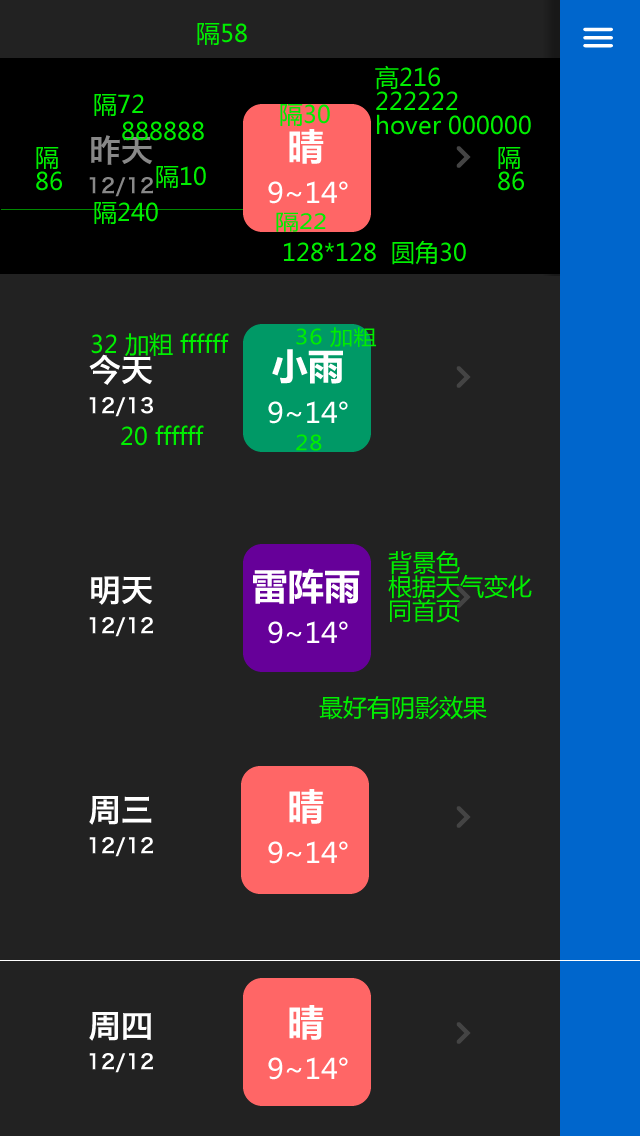 隔58
高216
222222
hover 000000
隔72
888888
隔30
昨天
晴
隔
86
隔
86
12/12
隔10
9~14°
隔240
隔22
128*128 圆角30
32 加粗 ffffff
36 加粗
今天
小雨
12/13
9~14°
20 ffffff
28
背景色
根据天气变化
同首页
明天
雷阵雨
12/12
9~14°
最好有阴影效果
周三
晴
12/12
9~14°
周四
晴
12/12
9~14°